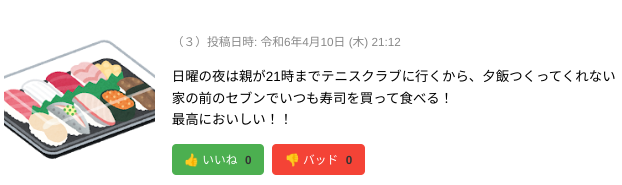 （３）投稿日時: 令和6年4月10日 (木) 21:12
日曜の夜は親が21時までテニスクラブに行くから、夕飯つくってくれない
家の前のセブンでいつも寿司を買って食べる！
最高においしい！！
👍 いいね 0 👎 バッド 0